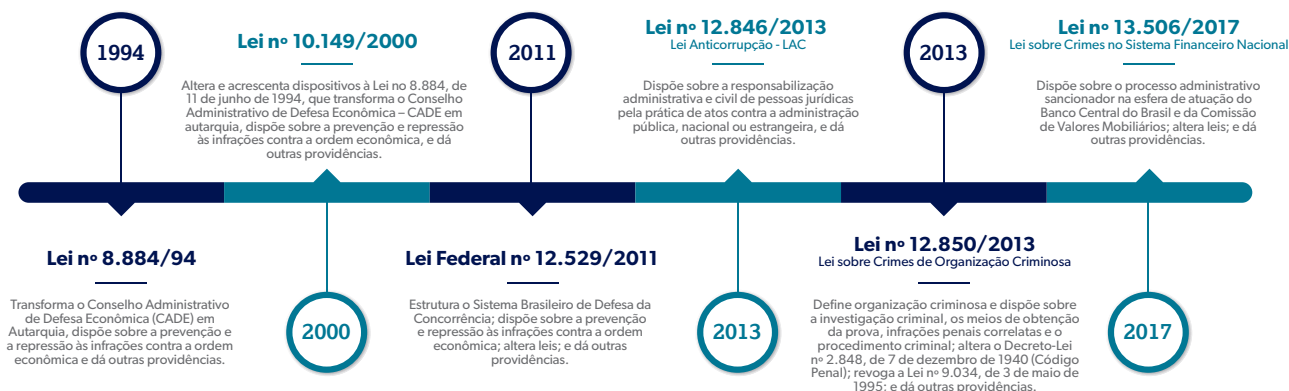 1994
Lei nº 8.884/94
Transforma o Conselho Administrativo
de Defesa Econômica (CADE) em
Autarquia, dispõe sobre a prevenção e
a repressão às infrações contra a ordem
econômica e dá outras providências.
Lei nº 10.149/2000
Altera e acrescenta dispositivos à Lei no 8.884, de
11 de junho de 1994, que transforma o Conselho
Administrativo de Defesa Econômica – CADE em
autarquia, dispõe sobre a prevenção e repressão
às infrações contra a ordem econômica, e dá
outras providências.
2000
2011
Lei Federal nº 12.529/2011
Estrutura o Sistema Brasileiro de Defesa da
Concorrência; dispõe sobre a prevenção
e repressão às infrações contra a ordem
econômica; altera leis; e dá outras
providências.
Lei nº 12.846/2013
Lei Anticorrupção - LAC
Dispõe sobre a responsabilização
administrativa e civil de pessoas jurídicas
pela prática de atos contra a administração
pública, nacional ou estrangeira, e dá
outras providências.
2013
2013
Lei nº 12.850/2013
Lei sobre Crimes de Organização Criminosa
Define organização criminosa e dispõe sobre
a investigação criminal, os meios de obtenção
da prova, infrações penais correlatas e o
procedimento criminal; altera o Decreto-Lei
nº 2.848, de 7 de dezembro de 1940 (Código
Penal); revoga a Lei nº 9.034, de 3 de maio de
1995; e dá outras providências.
Lei nº 13.506/2017
Lei sobre Crimes no Sistema Financeiro Nacional
Dispõe sobre o processo administrativo
sancionador na esfera de atuação do
Banco Central do Brasil e da Comissão
de Valores Mobiliários; altera leis; e dá
outras providências.
2017